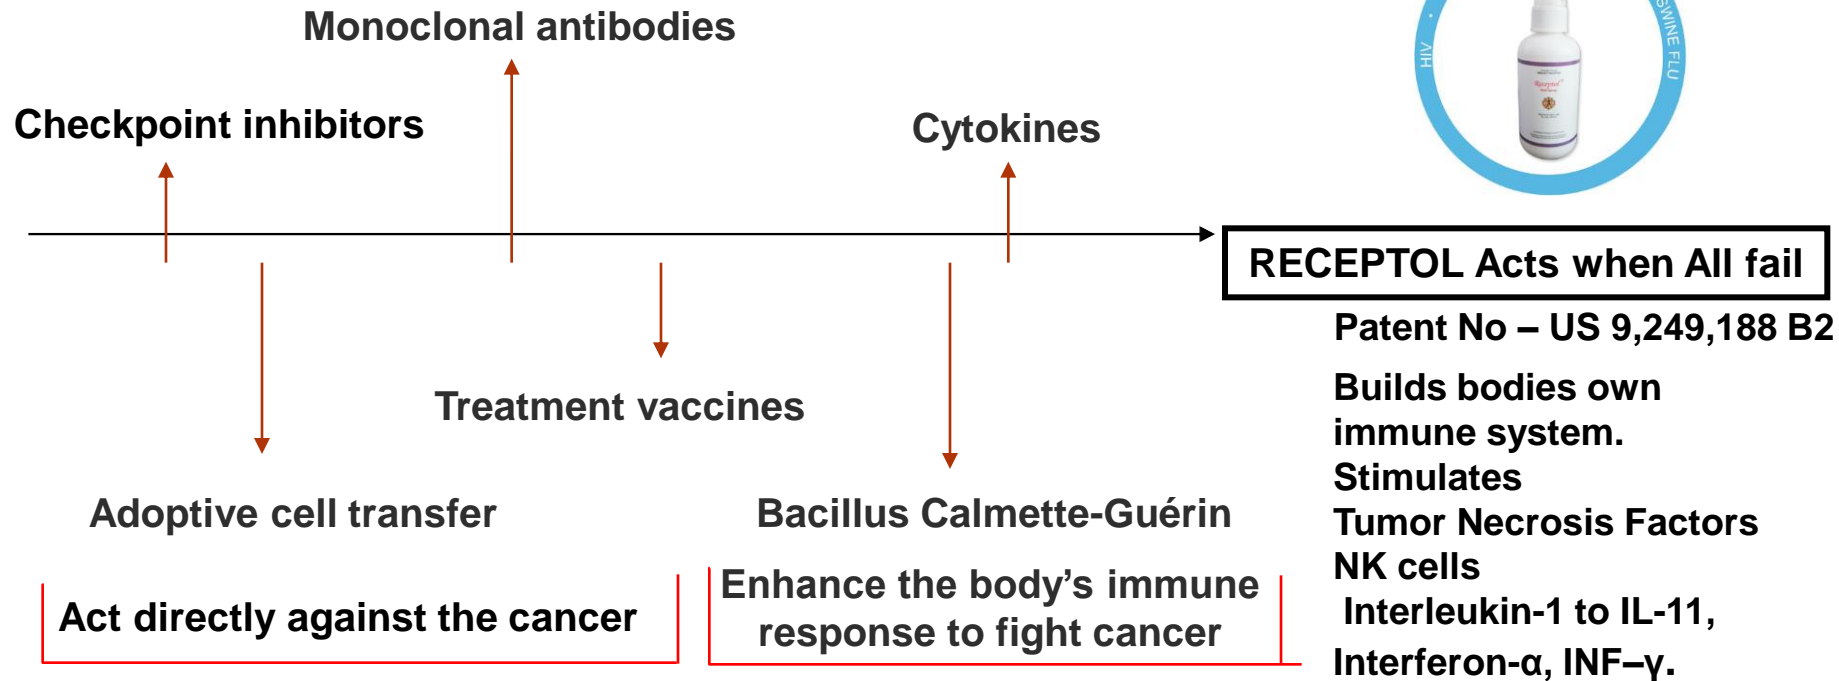 Monoclonal antibodies
HIV
SWINE FLU
Receptol
Checkpoint inhibitors
Cytokines
RECEPTOL Acts when All fail
Patent No – US 9,249,188 B2
Treatment vaccines
Builds bodies own
immune system.
Stimulates
Tumor Necrosis Factors
NK cells
Interleukin-1 to IL-11,
Interferon-α, INF–γ.
Adoptive cell transfer
Bacillus Calmette-Guérin
Act directly against the cancer
Enhance the body’s immune
response to fight cancer